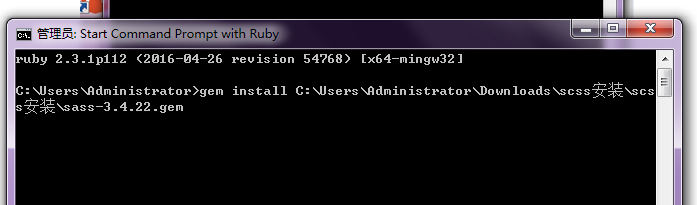 管理员: Start Command Prompt with Ruby
ruby 2.3.1p112 (2016-04-26 revision 54768) [x64-mingw32]
C:\Users\Administrator>gem install C:\Users\Administrator\Downloads\scss安装\scs
s安装\sass-3.4.22.gem